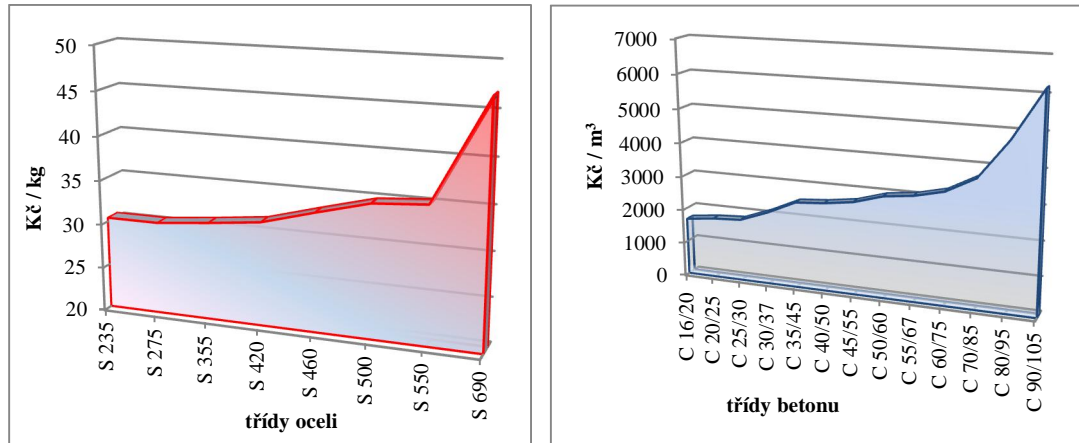 50
45
40
35
30
25
20
Kč / kg
S 235
S 275
S 355
S 420
S 460
S 500
S 550
S 690
třídy oceli
7000
6000
5000
4000
3000
2000
1000
0
Kč / m³
C 16/20
C 20/25
C 25/30
C 30/37
C 35/45
C 40/50
C 45/55
C 50/60
C 55/67
C 60/75
C 70/85
C 80/95
C 90/105
třídy betonu